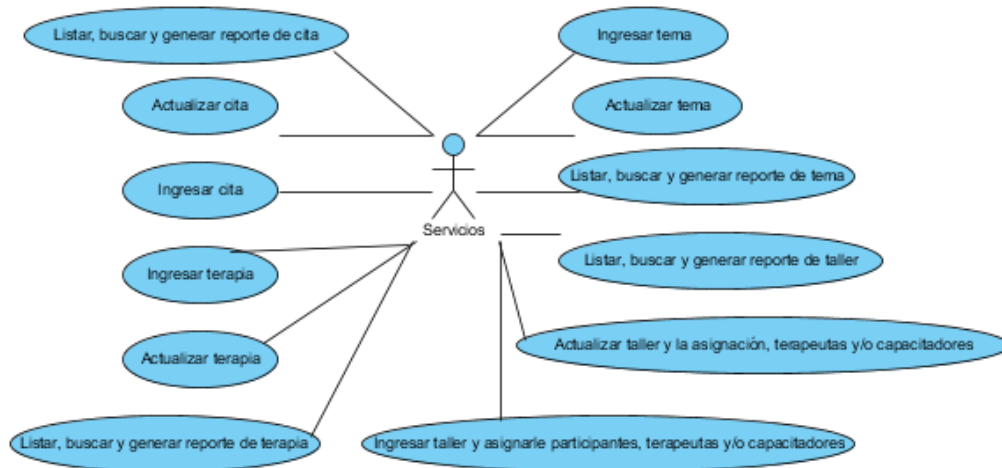 Listar, buscar y generar reporte de cita
Ingresar tema
Actualizar cita
Actualizar tema
Ingresar cita
Listar, buscar y generar reporte de tema
Servicios
Ingresar terapia
Listar, buscar y generar reporte de taller
Actualizar terapia
Actualizar taller y la asignación, terapeutas y/o capacitadores
Listar, buscar y generar reporte de terapia
Ingresar taller y asignarle participantes, terapeutas y/o capacitadores